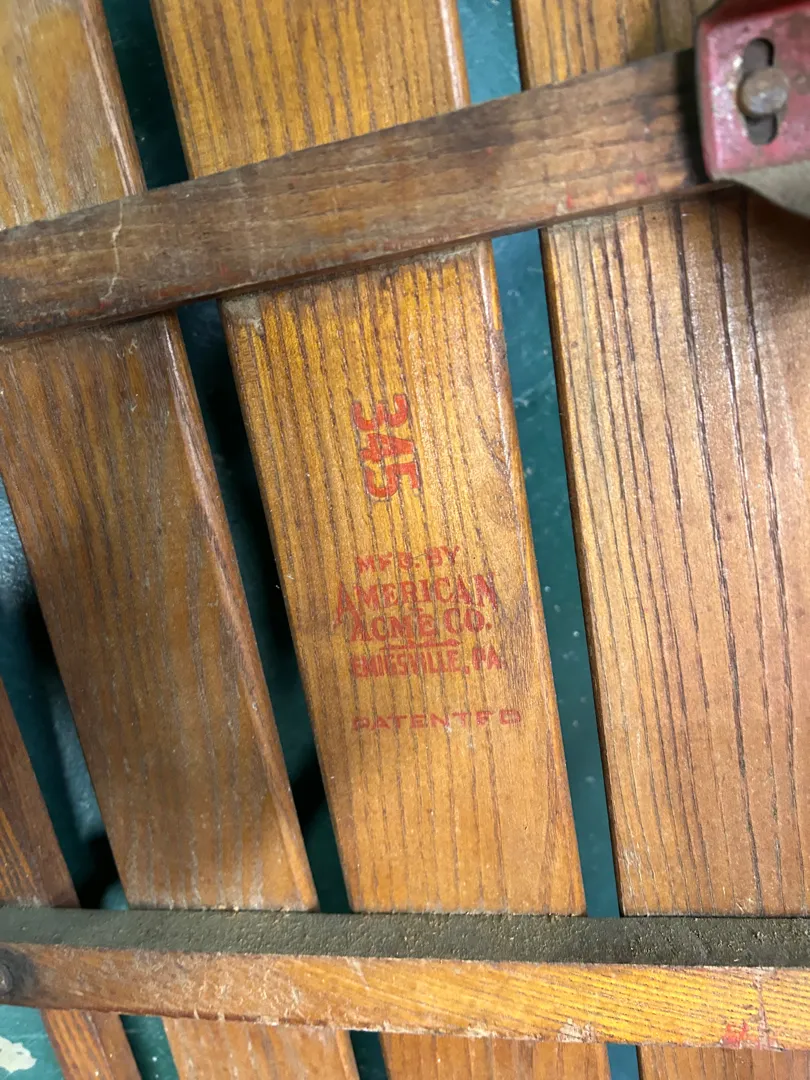 345
MFG. BY
AMERICAN
ACME CO.
EMIGSVILLE, PA.
PATENTED